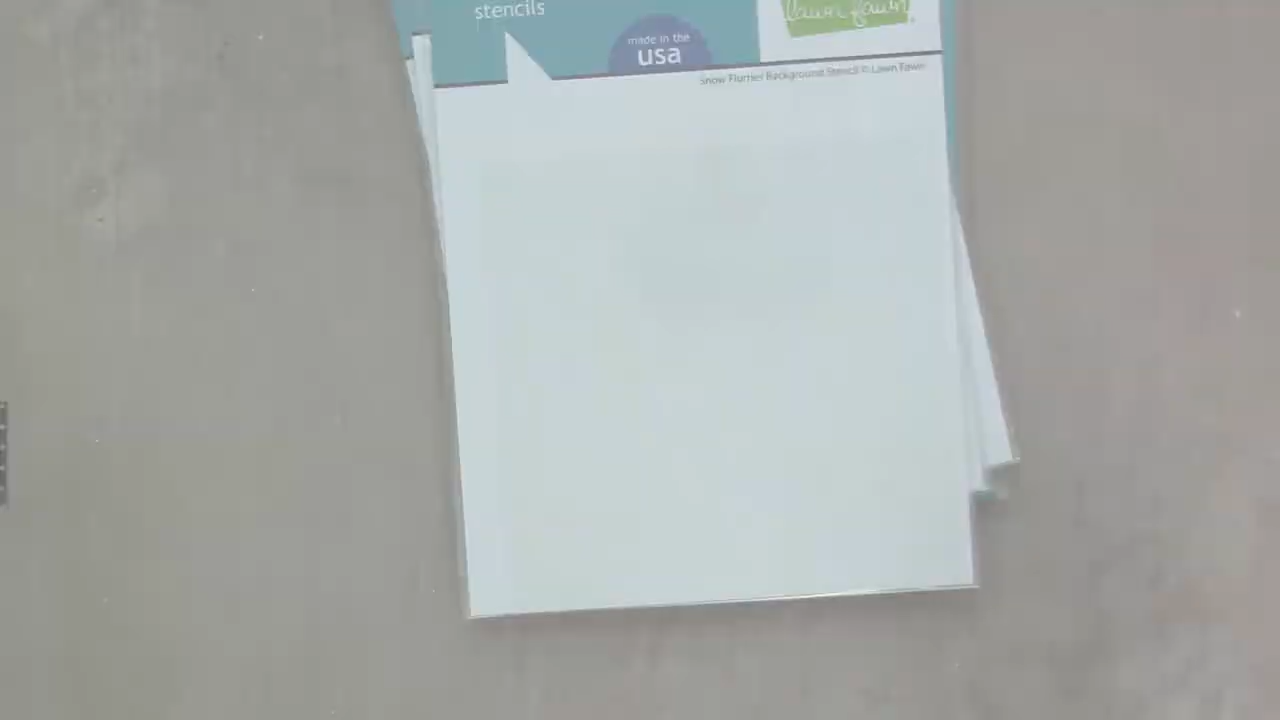 stencils
lawn fawn
made in the
usa
Snow Flurries Background Stencil © Lawn Fawn